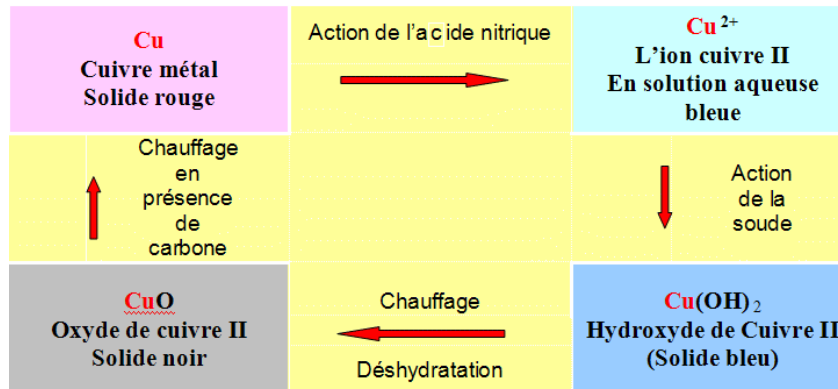 Cu
Cuivre métal
Solide rouge
Action de l'acide nitrique
Cu 2+
L'ion cuivre II
En solution aqueuse
bleue
Chauffage
en
présence
de
carbone
Action
de la
soude
CuO
Oxyde de cuivre II
Solide noir
Chauffage
Déshydratation
Cu(OH) 2
Hydroxyde de Cuivre II
(Solide bleu)